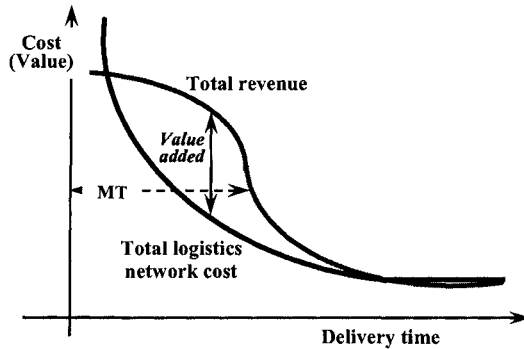 Cost
(Value)
Total revenue
Value
added
MT
Total logistics
network cost
Delivery time